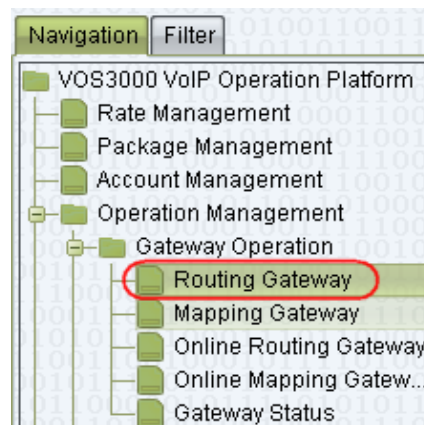 Navigation Filter
VOS3000 VoIP Operation Platform
Rate Management
Package Management
Account Management
Operation Management
Gateway Operation
Routing Gateway
Mapping Gateway
Online Routing Gateway
Online Mapping Gatew...
Gateway Status